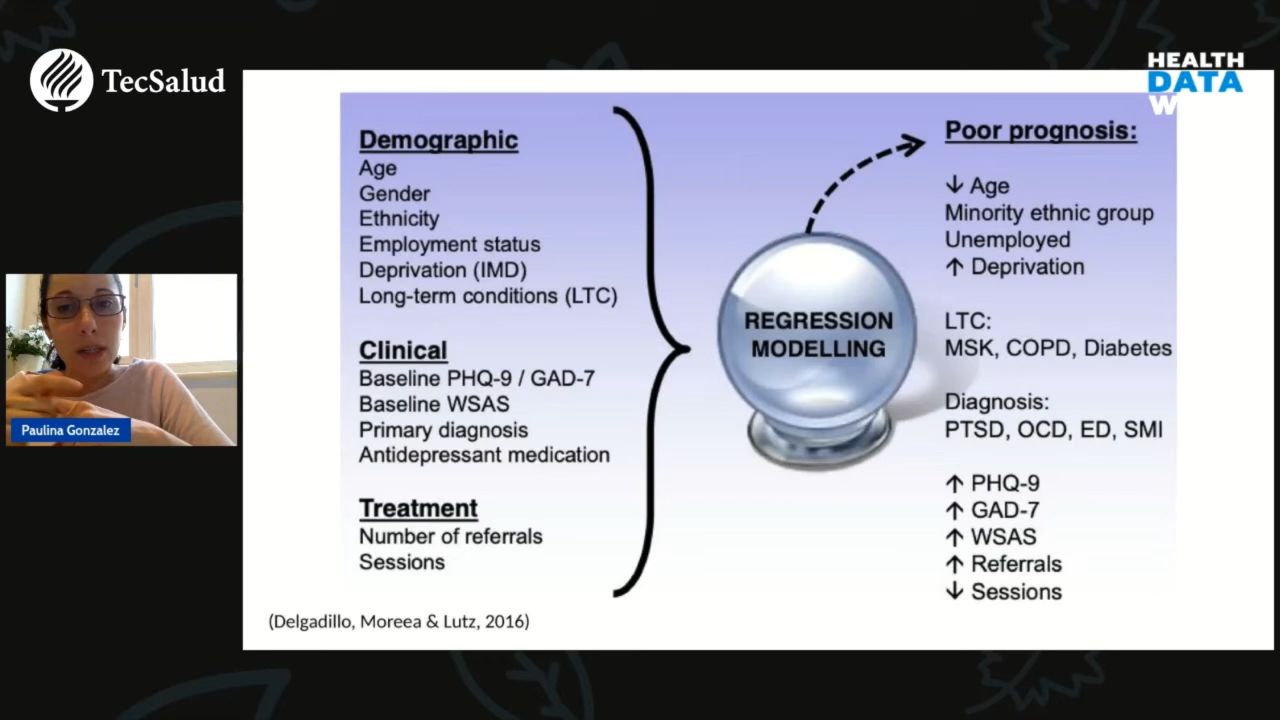 TecSalud
HEALTH
DATA
W
Demographic
Age
Gender
Ethnicity
Employment status
Deprivation (IMD)
Long-term conditions (LTC)
Clinical
Baseline PHQ-9 / GAD-7
Baseline WSAS
Primary diagnosis
Antidepressant medication
Treatment
Number of referrals
Sessions
REGRESSION
MODELLING
Poor prognosis:
↓ Age
Minority ethnic group
Unemployed
↑ Deprivation
LTC:
MSK, COPD, Diabetes
Diagnosis:
PTSD, OCD, ED, SMI
↑ PHQ-9
↑ GAD-7
↑ WSAS
↑ Referrals
↓ Sessions
(Delgadillo, Moreea & Lutz, 2016)
Paulina Gonzalez